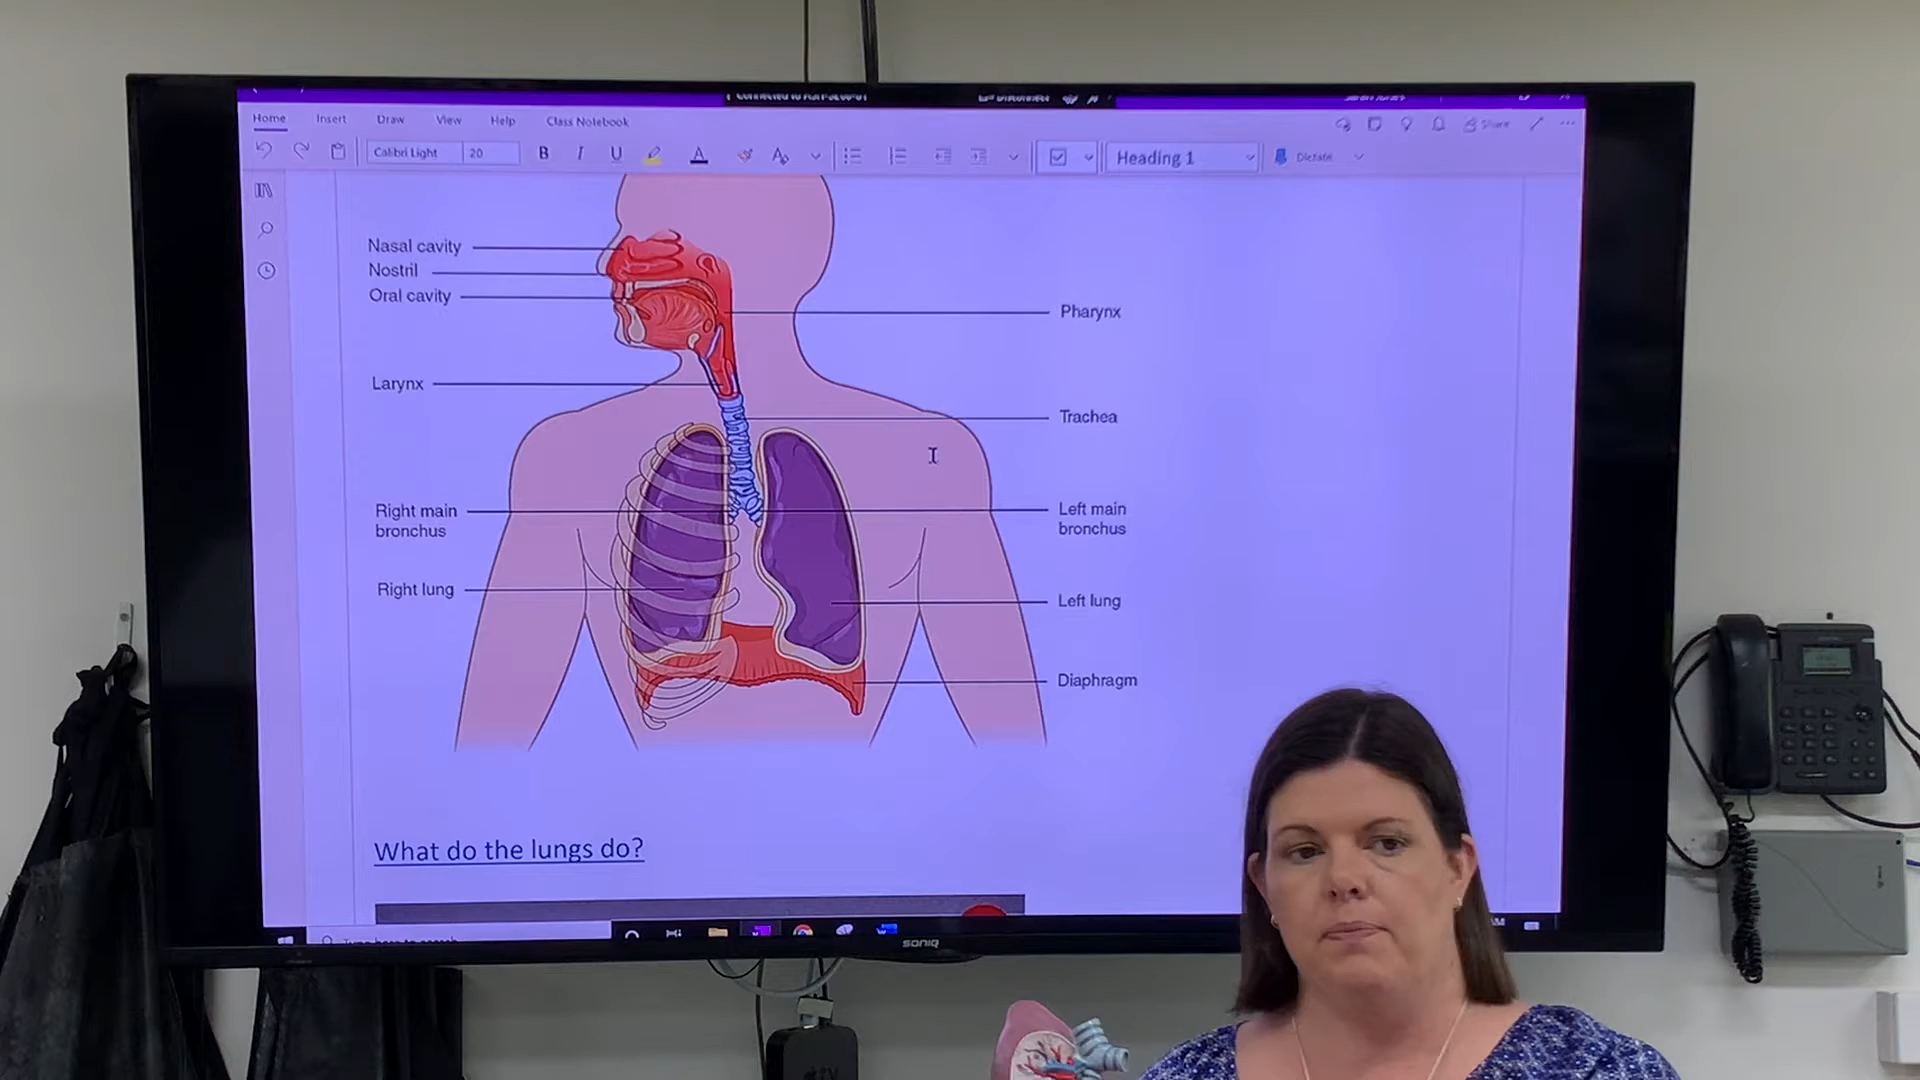 Home Insert Draw View Help Class Notebook
Share
Calibri Light 20 B I U A Heading 1 Dictate
Nasal cavity
Nostril
Oral cavity
Pharynx
Larynx
Trachea
Right main
bronchus
Left main
bronchus
Right lung
Left lung
Diaphragm
What do the lungs do?
SONIQ